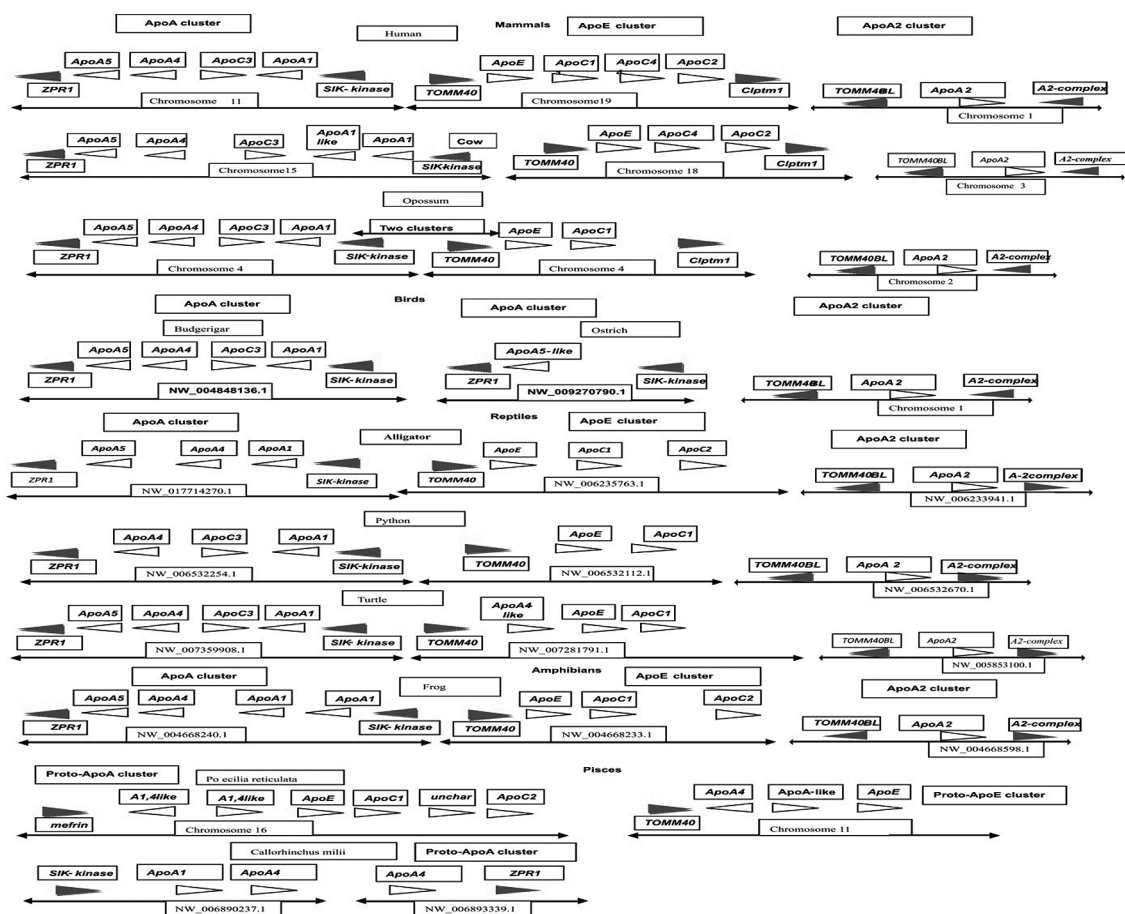 ApoA cluster Mammals ApoE cluster ApoA2 cluster
Human
ApoA5 ApoA4 ApoC3 ApoA1 ApoE ApoC1 ApoC4 ApoC2
ZPR1 SIK- kinase TOMM40 Clptm1 TOMM40BL ApoA 2 A2-complex
Chromosome 11 Chromosome19 Chromosome 1
ApoA5 ApoA4 ApoC3 ApoA1 like ApoA1 Cow ApoE ApoC4 ApoC2
ZPR1 SIK-kinase TOMM40 Clptm1 TOMM40BL ApoA2 A2-complex
Chromosome15 Chromosome 18 Chromosome 3
Opossum
ApoA5 ApoA4 ApoC3 ApoA1 Two clusters ApoE ApoC1
ZPR1 SIK-kinase TOMM40 Clptm1 TOMM40BL ApoA 2 A2-complex
Chromosome 4 Chromosome 4 Chromosome 2
ApoA cluster Birds ApoA cluster ApoA2 cluster
Budgerigar Ostrich
ApoA5 ApoA4 ApoC3 ApoA1 ApoA5-like
ZPR1 SIK-kinase ZPR1 SIK-kinase TOMM40BL ApoA 2 A2-complex
NW_004848136.1 NW_009270790.1 Chromosome 1
ApoA cluster Reptiles ApoE cluster ApoA2 cluster
Alligator
ApoA5 ApoA4 ApoA1 ApoE ApoC1 ApoC2
ZPR1 SIK-kinase TOMM40 TOMM40BL ApoA2 A-2complex
NW_017714270.1 NW_006235763.1 NW_006233941.1
Python
ApoA4 ApoC3 ApoA1 ApoE ApoC1
ZPR1 SIK-kinase TOMM40 TOMM40BL ApoA 2 A2-complex
NW_006532254.1 NW_006532112.1 NW_006532670.1
Turtle
ApoA5 ApoA4 ApoC3 ApoA1 ApoA4 like ApoE ApoC1
ZPR1 SIK- kinase TOMM40 TOMM40BL ApoA2 A2-complex
NW_007359908.1 NW_007281791.1 NW_005853100.1
ApoA cluster Amphibians ApoE cluster ApoA2 cluster
Frog
ApoA5 ApoA4 ApoA1 ApoA1 ApoE ApoC1 ApoC2
ZPR1 SIK- kinase TOMM40 TOMM40BL ApoA2 A2-complex
NW_004668240.1 NW_004668233.1 NW_004668598.1
Proto-ApoA cluster Po ecilia reticulata Pisces
A1,4like A1,4like ApoE ApoC1 unchar ApoC2 ApoA4 ApoA-like ApoE Proto-ApoE cluster
mefrin TOMM40
Chromosome 16 Chromosome 11
Callorhinchus milii Proto-ApoA cluster
SIK-kinase ApoA1 ApoA4 ApoA4 ZPR1
NW_006890237.1 NW_006893339.1